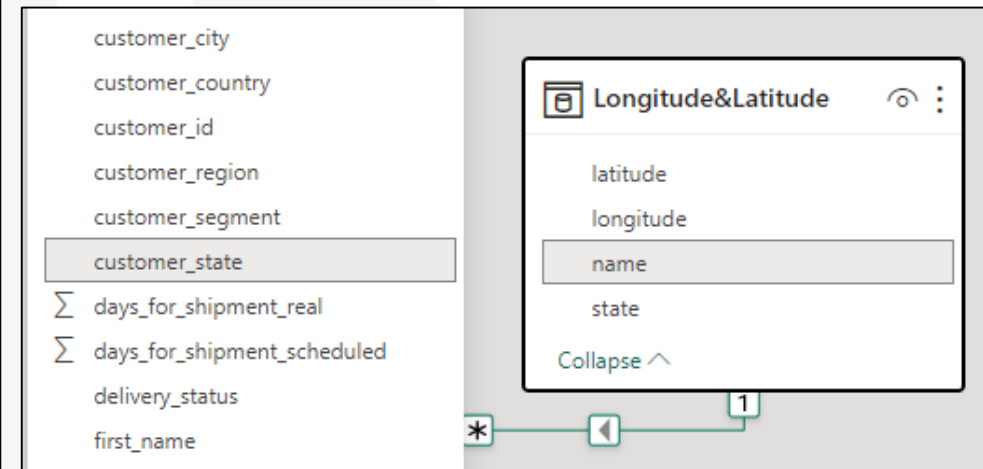 customer_city
customer_country
customer_id
customer_region
customer_segment
customer_state
∑ days_for_shipment_real
∑ days_for_shipment_scheduled
delivery_status
first_name
Longitude&Latitude
latitude
longitude
name
state
Collapse
1
*